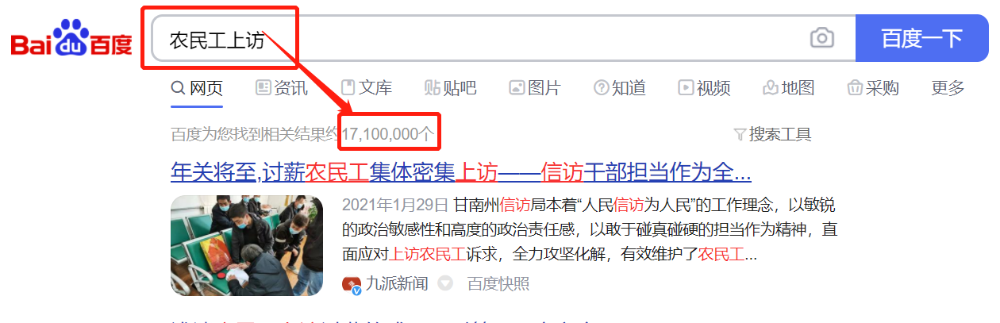 Bai du 百度
农民工上访
百度一下
网页 资讯 文库 贴吧 图片 知道 视频 地图 采购 更多
百度为您找到相关结果约17,100,000个
搜索工具
年关将至,讨薪农民工集体密集上访——信访干部担当作为全...
2021年1月29日 甘南州信访局本着“人民信访为人民”的工作理念，以敏锐
的政治敏感性和高度的政治责任感，以敢于碰真碰硬的担当作为精神，直
面应对上访农民工诉求，全力攻坚化解，有效维护了农民工...
九派新闻 百度快照